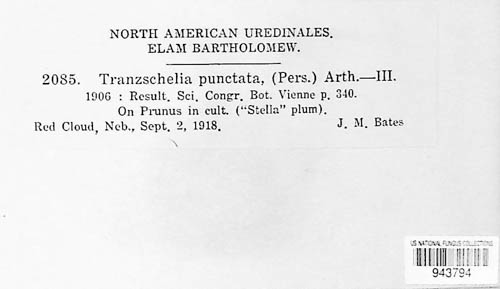 NORTH AMERICAN UREDINALES.
ELAM BARTHOLOMEW.
2085. Tranzschelia punctata, (Pers.) Arth.—III.
1906 : Result. Sci. Congr. Bot. Vienne p. 340.
On Prunus in cult. ("Stella" plum).
Red Cloud, Neb., Sept. 2, 1918. J. M. Bates
US NATIONAL FUNGUS COLLECTIONS
943794